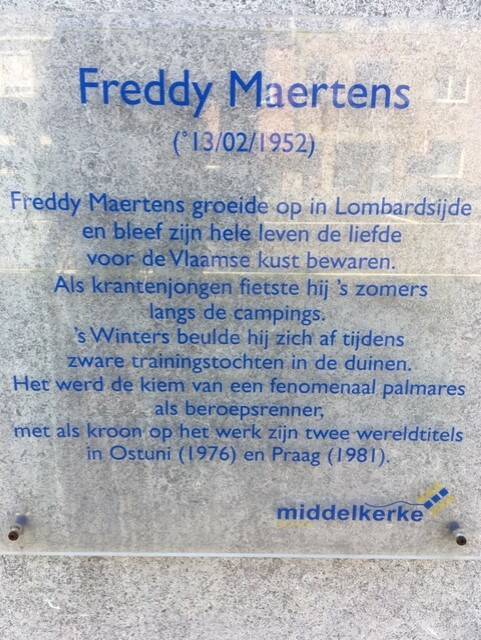 Freddy Maertens
(°13/02/1952)
Freddy Maertens groeide op in Lombardsijde
en bleef zijn hele leven de liefde
voor de Vlaamse kust bewaren.
Als krantenjongen fietste hij 's zomers
langs de campings.
's Winters beulde hij zich af tijdens
zware trainingstochten in de duinen.
Het werd de kiem van een fenomenaal palmares
als beroepsrenner,
met als kroon op het werk zijn twee wereldtitels
in Ostuni (1976) en Praag (1981).
middelkerke